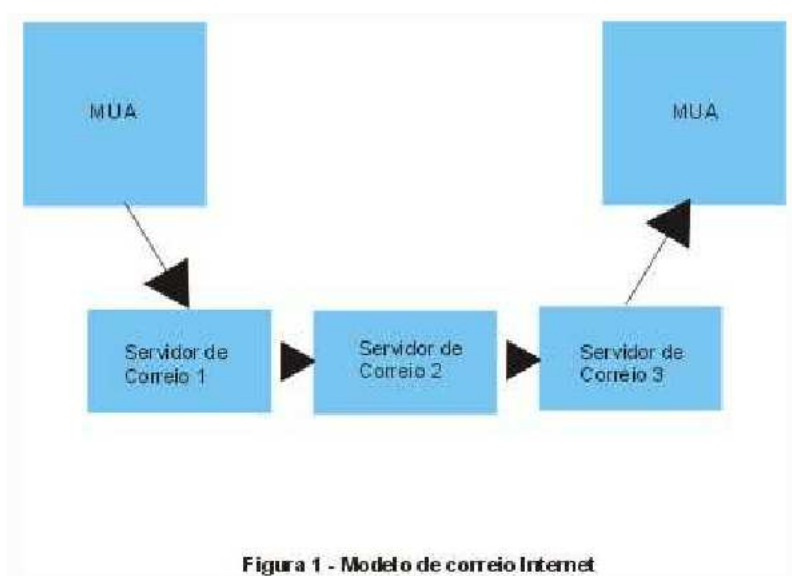 MUA
MUA
Servidor de
Correio 1
Servidor de
Correio 2
Servidor de
Correio 3
Figura 1 - Modelo de correio Internet